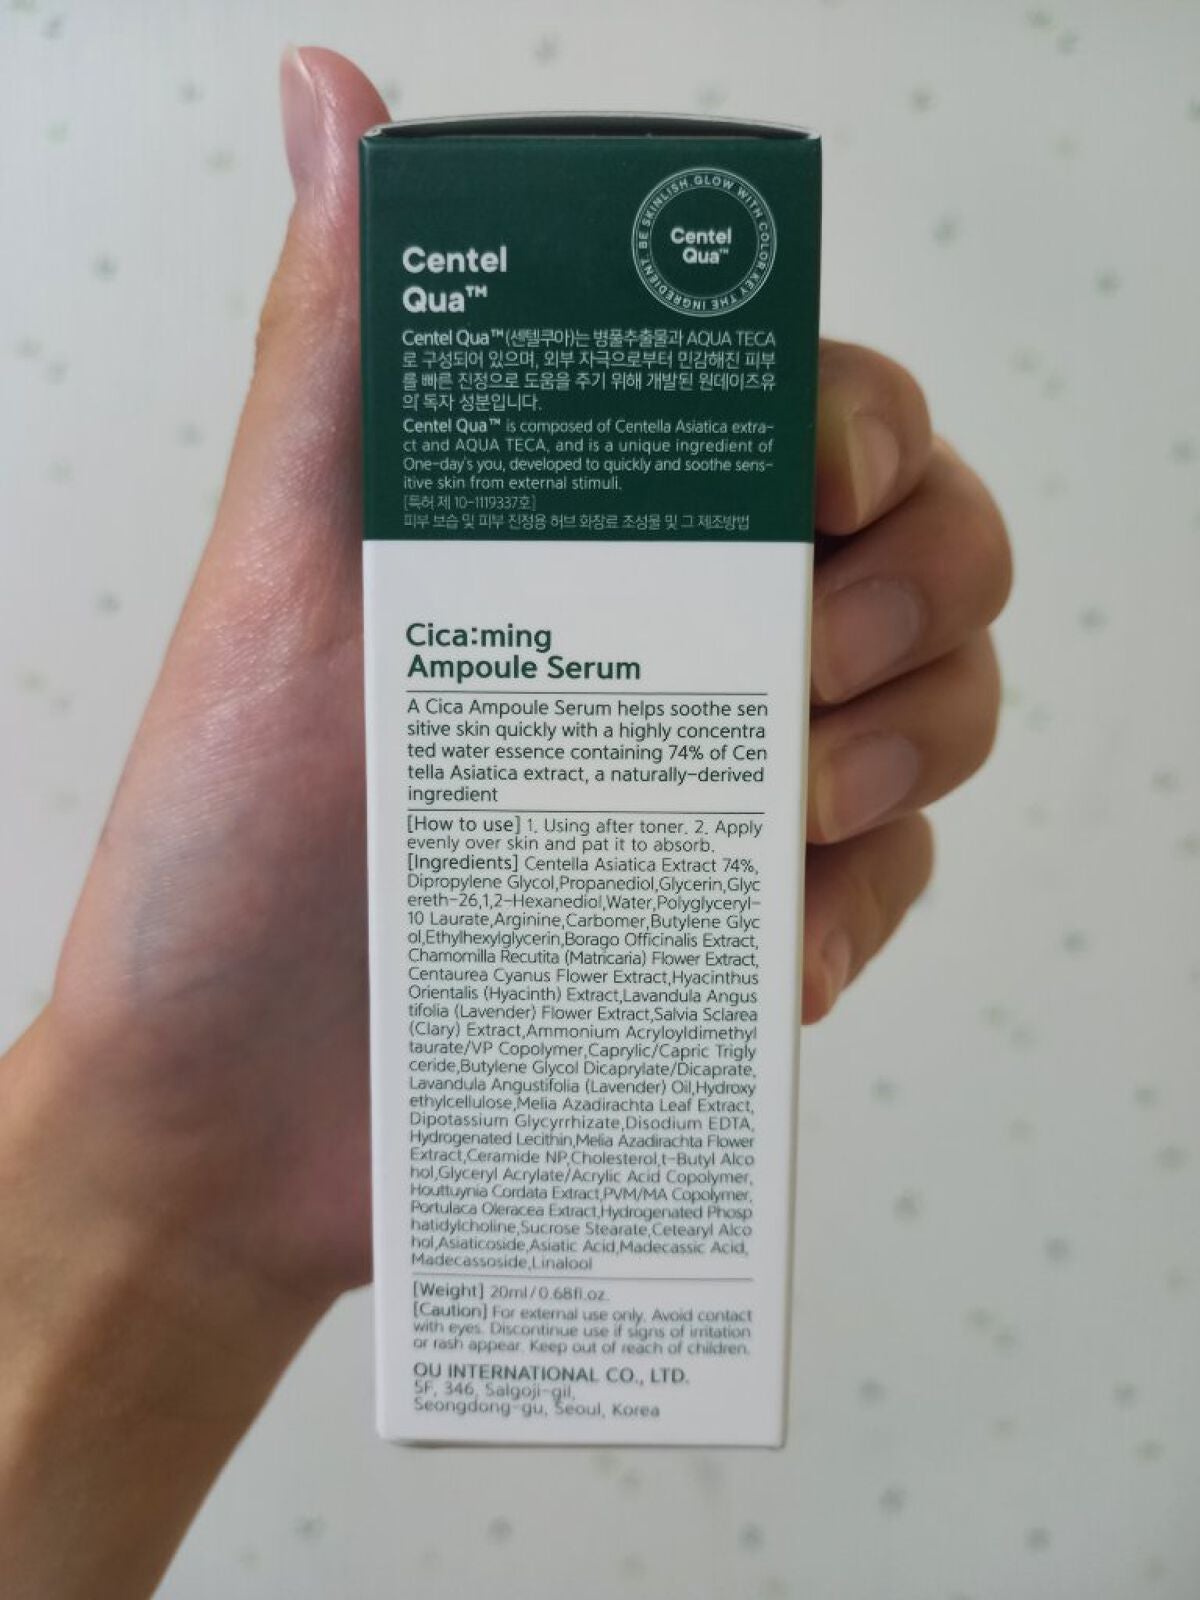 BE SKINLISH. GLOW WITH COLOR. KEY THE INGREDIENT.
Centel
Qua™
Centel
Qua™
Centel Qua™(센텔쿠아)는 병풀추출물과 AQUA TECA
로 구성되어 있으며, 외부 자극으로부터 민감해진 피부
를 빠른 진정으로 도움을 주기 위해 개발된 원데이즈유
의 독자 성분입니다.
Centel Qua™ is composed of Centella Asiatica extra-
ct and AQUA TECA, and is a unique ingredient of
One-day's you, developed to quickly and soothe sens-
itive skin from external stimuli.
[특허 제 10-1119337호]
피부 보습 및 피부 진정용 허브 화장료 조성물 및 그 제조방법
Cica:ming
Ampoule Serum
A Cica Ampoule Serum helps soothe sen
sitive skin quickly with a highly concentra
ted water essence containing 74% of Cen
tella Asiatica extract, a naturally-derived
ingredient
[How to use] 1. Using after toner. 2. Apply
evenly over skin and pat it to absorb.
[Ingredients] Centella Asiatica Extract 74%,
Dipropylene Glycol,Propanediol,Glycerin,Glyc
ereth-26,1,2-Hexanediol,Water,Polyglyceryl-
10 Laurate,Arginine,Carbomer,Butylene Glyc
ol,Ethylhexylglycerin,Borago Officinalis Extract,
Chamomilla Recutita (Matricaria) Flower Extract,
Centaurea Cyanus Flower Extract,Hyacinthus
Orientalis (Hyacinth) Extract,Lavandula Angus
tifolia (Lavender) Flower Extract,Salvia Sclarea
(Clary) Extract,Ammonium Acryloyldimethyl
taurate/VP Copolymer,Caprylic/Capric Trigly
ceride,Butylene Glycol Dicaprylate/Dicaprate,
Lavandula Angustifolia (Lavender) Oil,Hydroxy
ethylcellulose,Melia Azadirachta Leaf Extract,
Dipotassium Glycyrrhizate,Disodium EDTA,
Hydrogenated Lecithin,Melia Azadirachta Flower
Extract,Ceramide NP,Cholesterol,t-Butyl Alco
hol,Glyceryl Acrylate/Acrylic Acid Copolymer,
Houttuynia Cordata Extract,PVM/MA Copolymer,
Portulaca Oleracea Extract,Hydrogenated Phosp
hatidylcholine,Sucrose Stearate,Cetearyl Alco
hol,Asiaticoside,Asiatic Acid,Madecassic Acid,
Madecassoside,Linalool
[Weight] 20ml/0.68fl.oz.
[Caution] For external use only. Avoid contact
with eyes. Discontinue use if signs of irritation
or rash appear. Keep out of reach of children.
OU INTERNATIONAL CO., LTD.
5F, 346, Salgoji-gil,
Seongdong-gu, Seoul, Korea